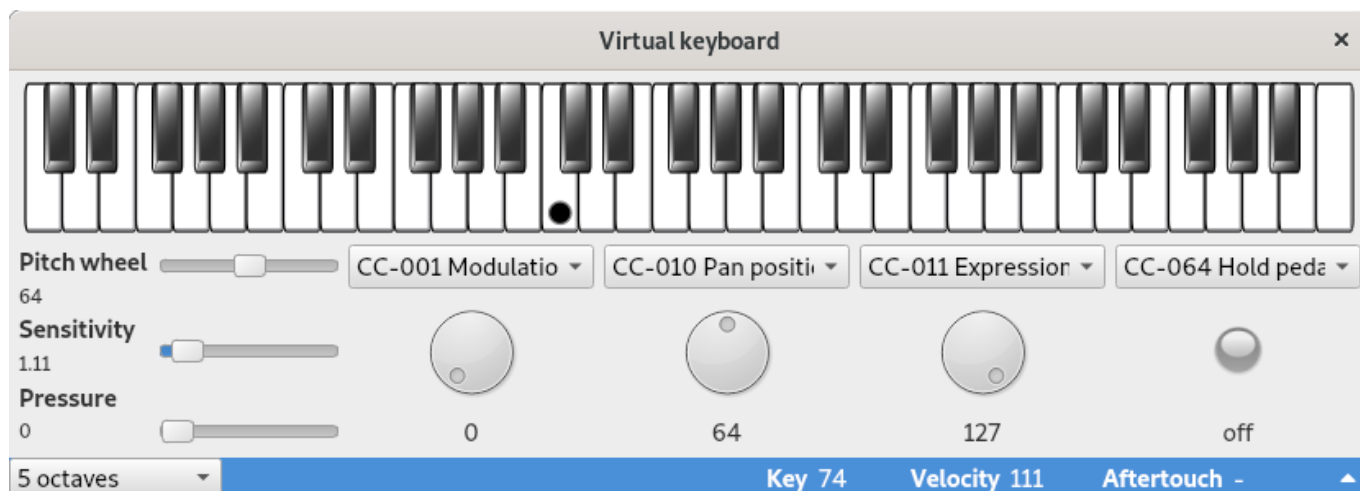 Virtual keyboard
Pitch wheel
64
CC-001 Modulatio
CC-010 Pan positi
CC-011 Expression
CC-064 Hold peda
Sensitivity
1.11
Pressure
0
0
64
127
off
5 octaves
Key 74 Velocity 111 Aftertouch -